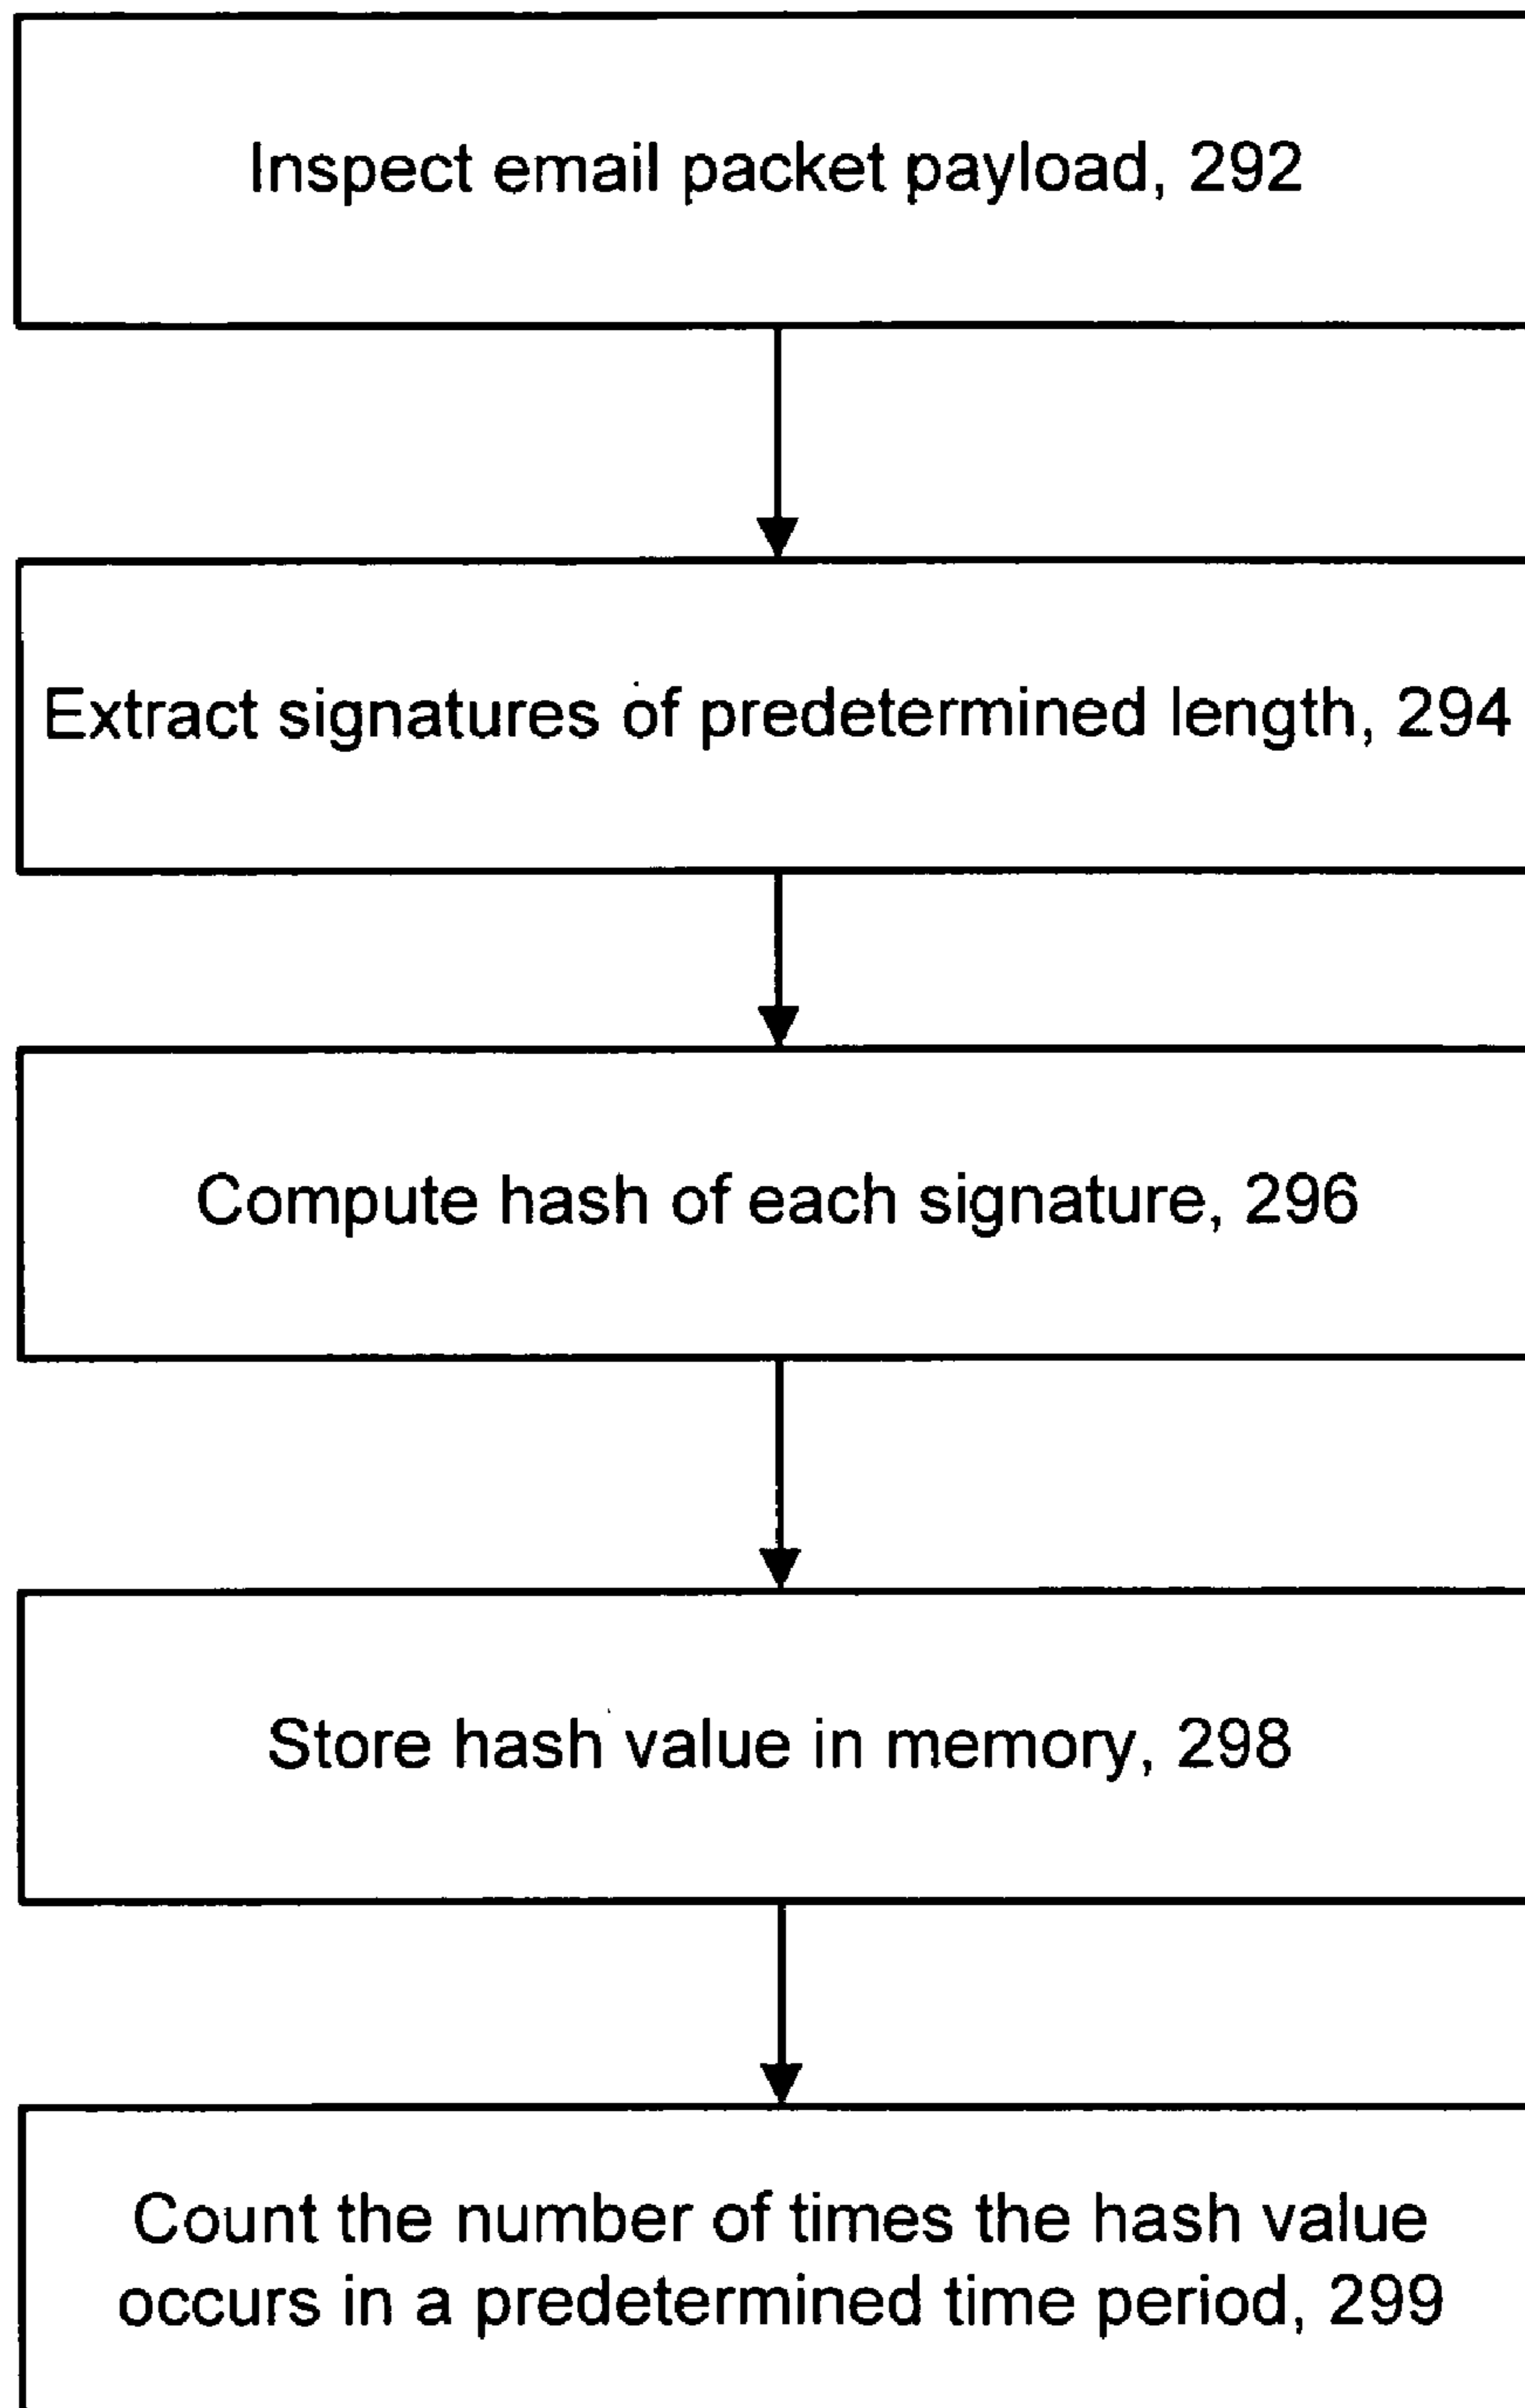 Inspect email packet payload, 292
Extract signatures of predetermined length, 294
Compute hash of each signature, 296
Store hash value in memory, 298
Count the number of times the hash value
occurs in a predetermined time period, 299